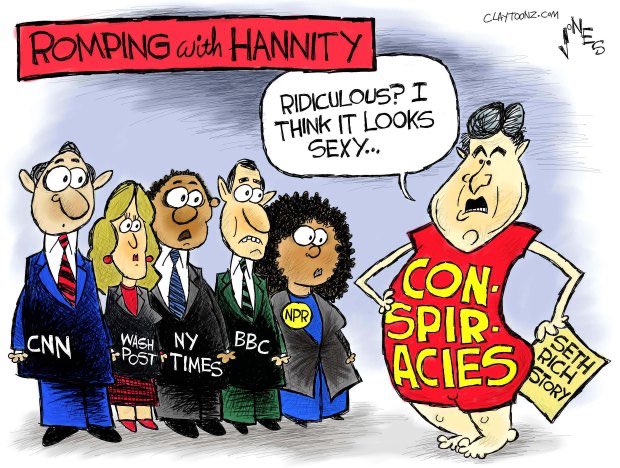 CLAYTOONZ.COM
JONES
ROMPING with HANNITY
RIDICULOUS? I
THINK IT LOOKS
SEXY...
CNN
WASH
POST
NY
TIMES
BBC
NPR
CON-
SPIR-
ACIES
SETH
RICH
STORY